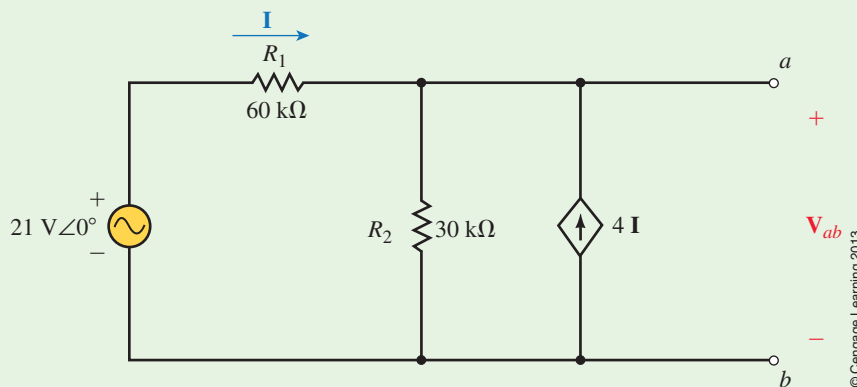 I
R1
60 kΩ
a
+
+
21 V∠0°
−
R2
30 kΩ
4 I
Vab
−
b
© Cengage Learning 2013